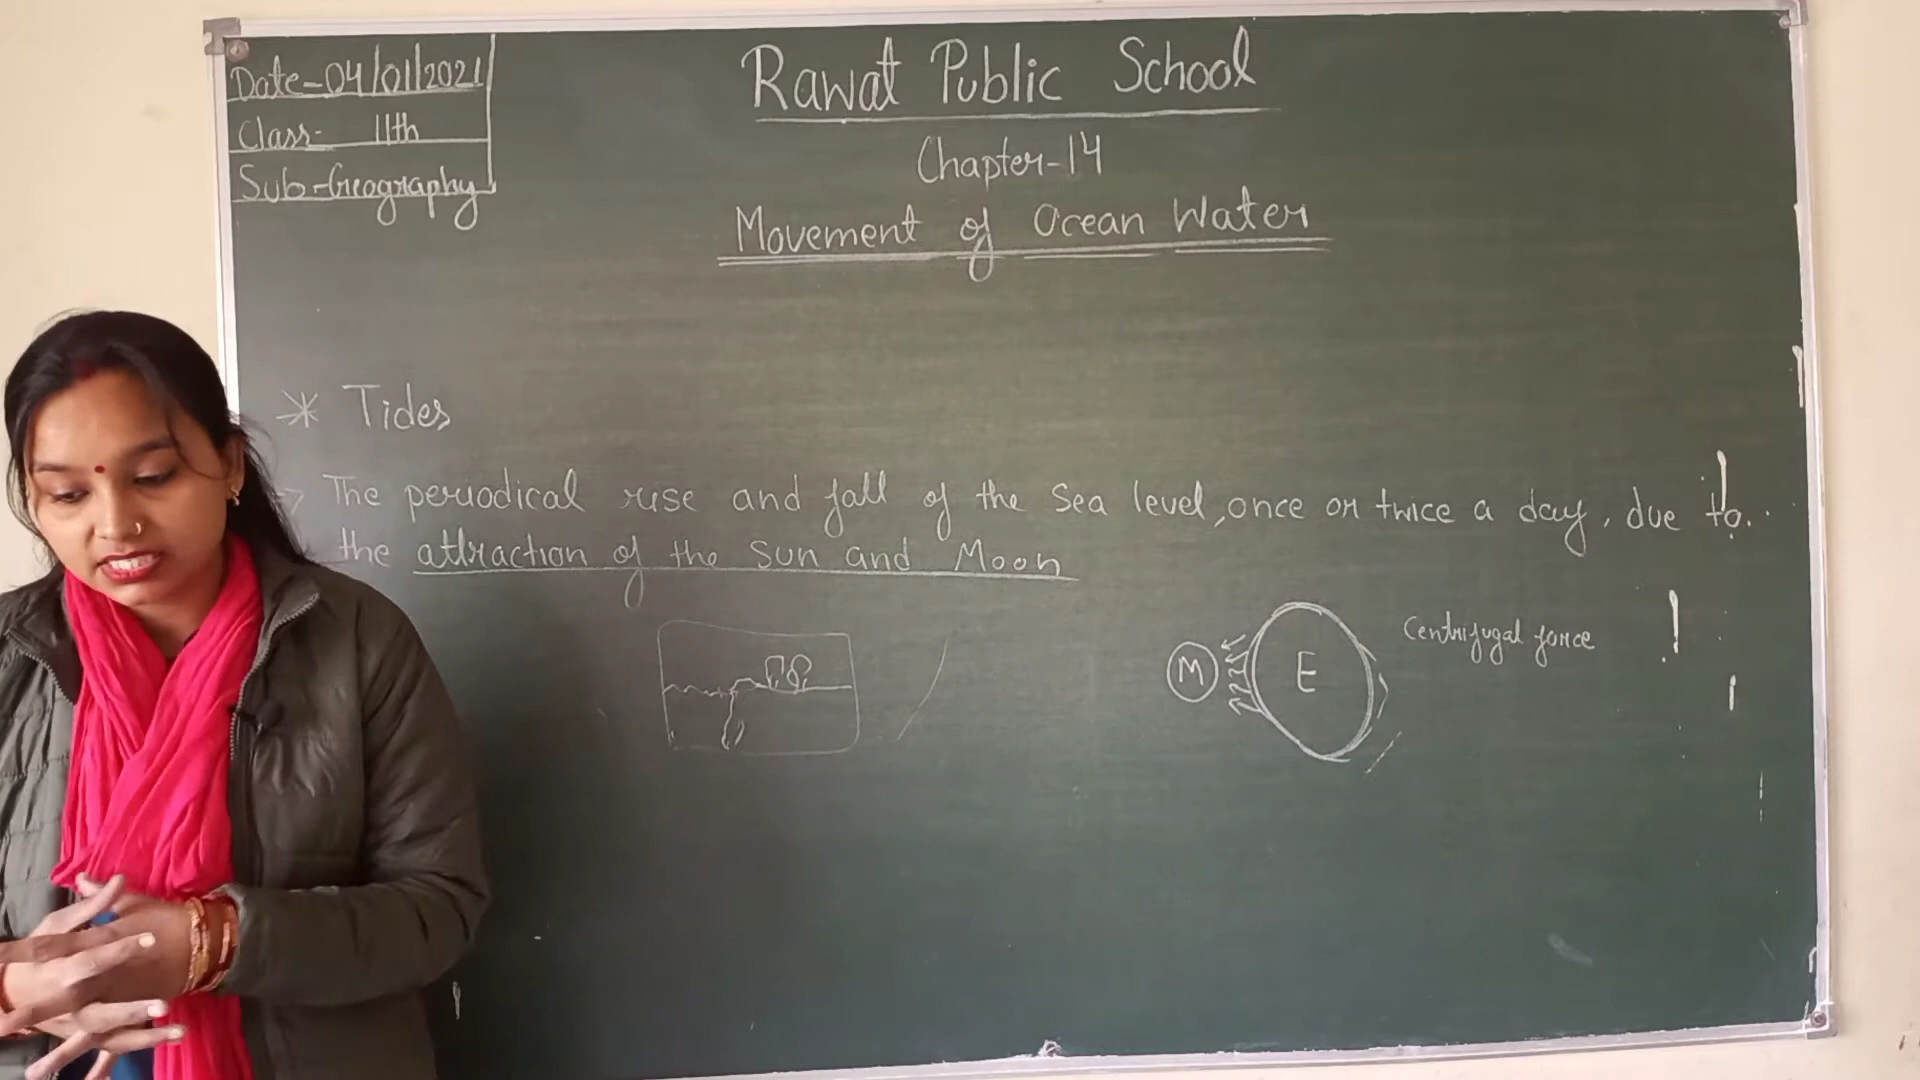 Date-04/01/2021
Class- 11th
Sub-Geography
Rawat Public School
Chapter-14
Movement of Ocean Water
* Tides
→ The periodical rise and fall of the Sea level, once or twice a day, due to
the attraction of the Sun and Moon
M
E
Centrifugal force